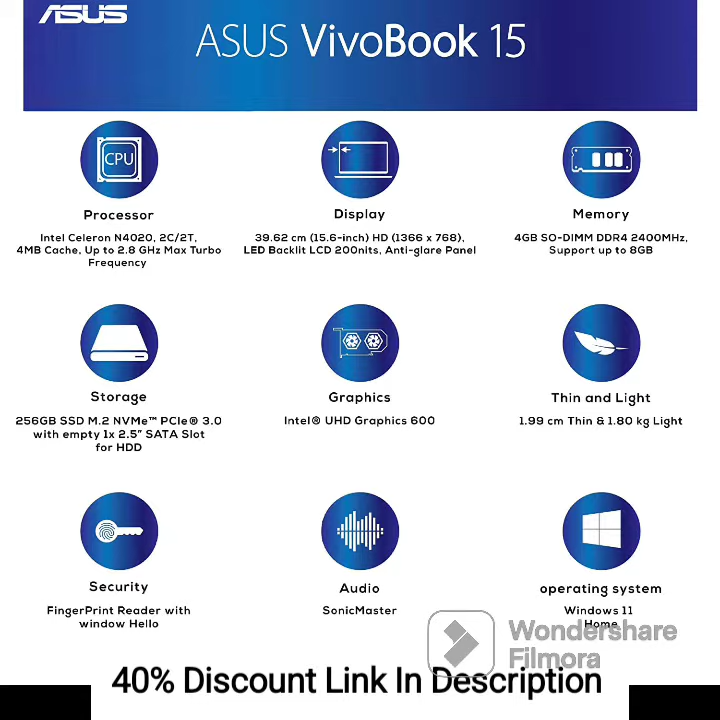 ASUS
ASUS VivoBook 15
CPU
Processor
Intel Celeron N4020, 2C/2T,
4MB Cache, Up to 2.8 GHz Max Turbo
Frequency
Display
39.62 cm (15.6-inch) HD (1366 x 768),
LED Backlit LCD 200nits, Anti-glare Panel
Memory
4GB SO-DIMM DDR4 2400MHz,
Support up to 8GB
Storage
256GB SSD M.2 NVMe™ PCIe® 3.0
with empty 1x 2.5" SATA Slot
for HDD
Graphics
Intel® UHD Graphics 600
Thin and Light
1.99 cm Thin & 1.80 kg Light
Security
FingerPrint Reader with
window Hello
Audio
SonicMaster
operating system
Windows 11
Home
Wondershare
Filmora
40% Discount Link In Description